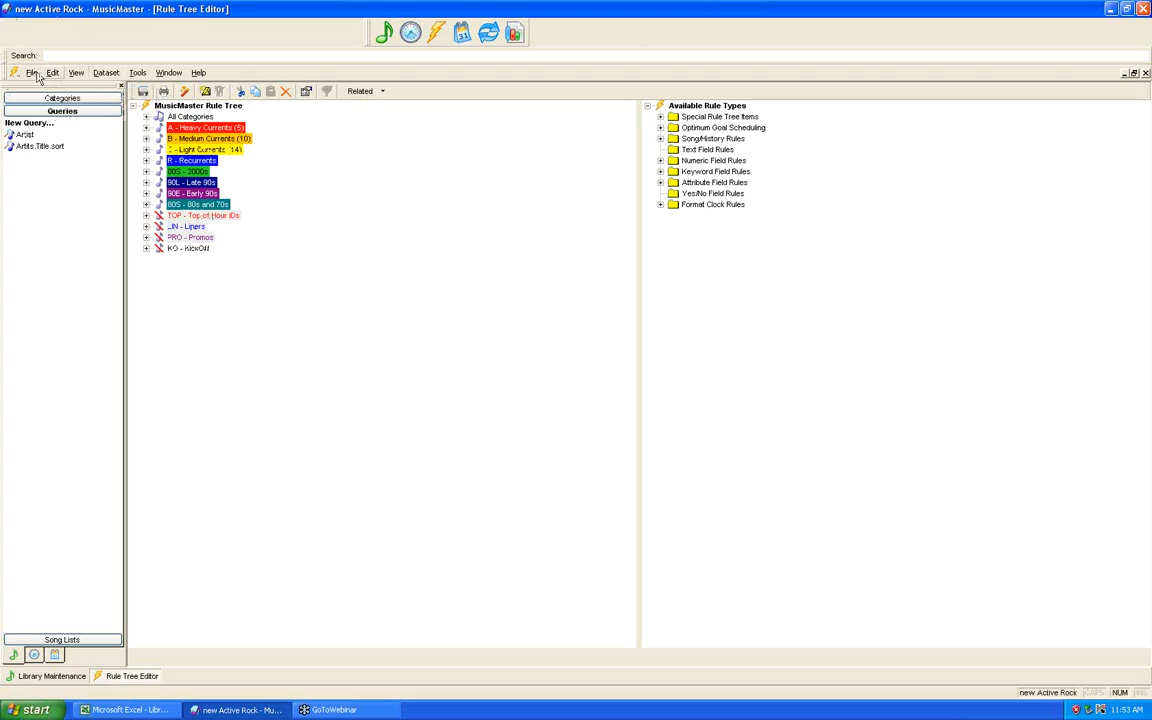 new Active Rock - MusicMaster - [Rule Tree Editor]
31
Search:
File Edit View Dataset Tools Window Help
Related
Categories
Queries
New Query...
Artist
Artits.Title.sort
MusicMaster Rule Tree
All Categories
A - Heavy Currents (5)
B - Medium Currents (10)
C - Light Currents (14)
R - Recurrents
00S - 2000s
90L - Late 90s
90E - Early 90s
80S - 80s and 70s
TOP - Top of Hour IDs
LIN - Liners
PRO - Promos
KO - KickOff
Available Rule Types
Special Rule Tree Items
Optimum Goal Scheduling
Song/History Rules
Text Field Rules
Numeric Field Rules
Keyword Field Rules
Attribute Field Rules
Yes/No Field Rules
Format Clock Rules
Song Lists
Library Maintenance Rule Tree Editor
new Active Rock CAPS NUM INS
start Microsoft Excel - Libr... new Active Rock - Mu... GoToWebinar 11:53 AM